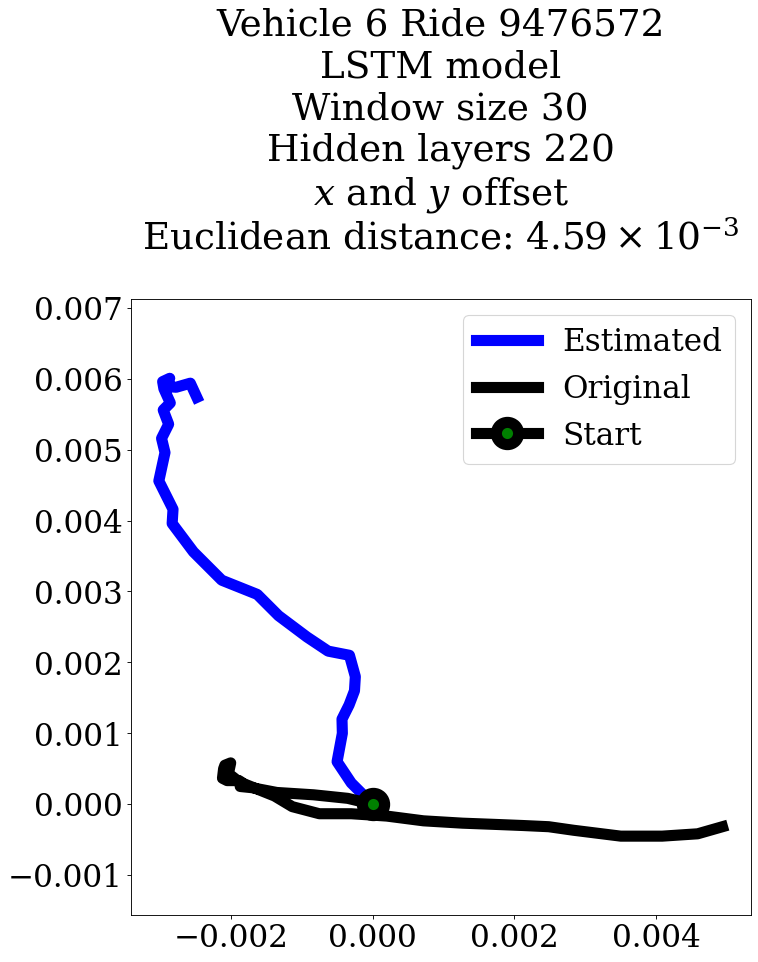 Vehicle 6 Ride 9476572
LSTM model
Window size 30
Hidden layers 220
x and y offset
Euclidean distance: 4.59 × 10⁻³
0.007
0.006
0.005
0.004
0.003
0.002
0.001
0.000
−0.001
Estimated
Original
Start
−0.002 0.000 0.002 0.004